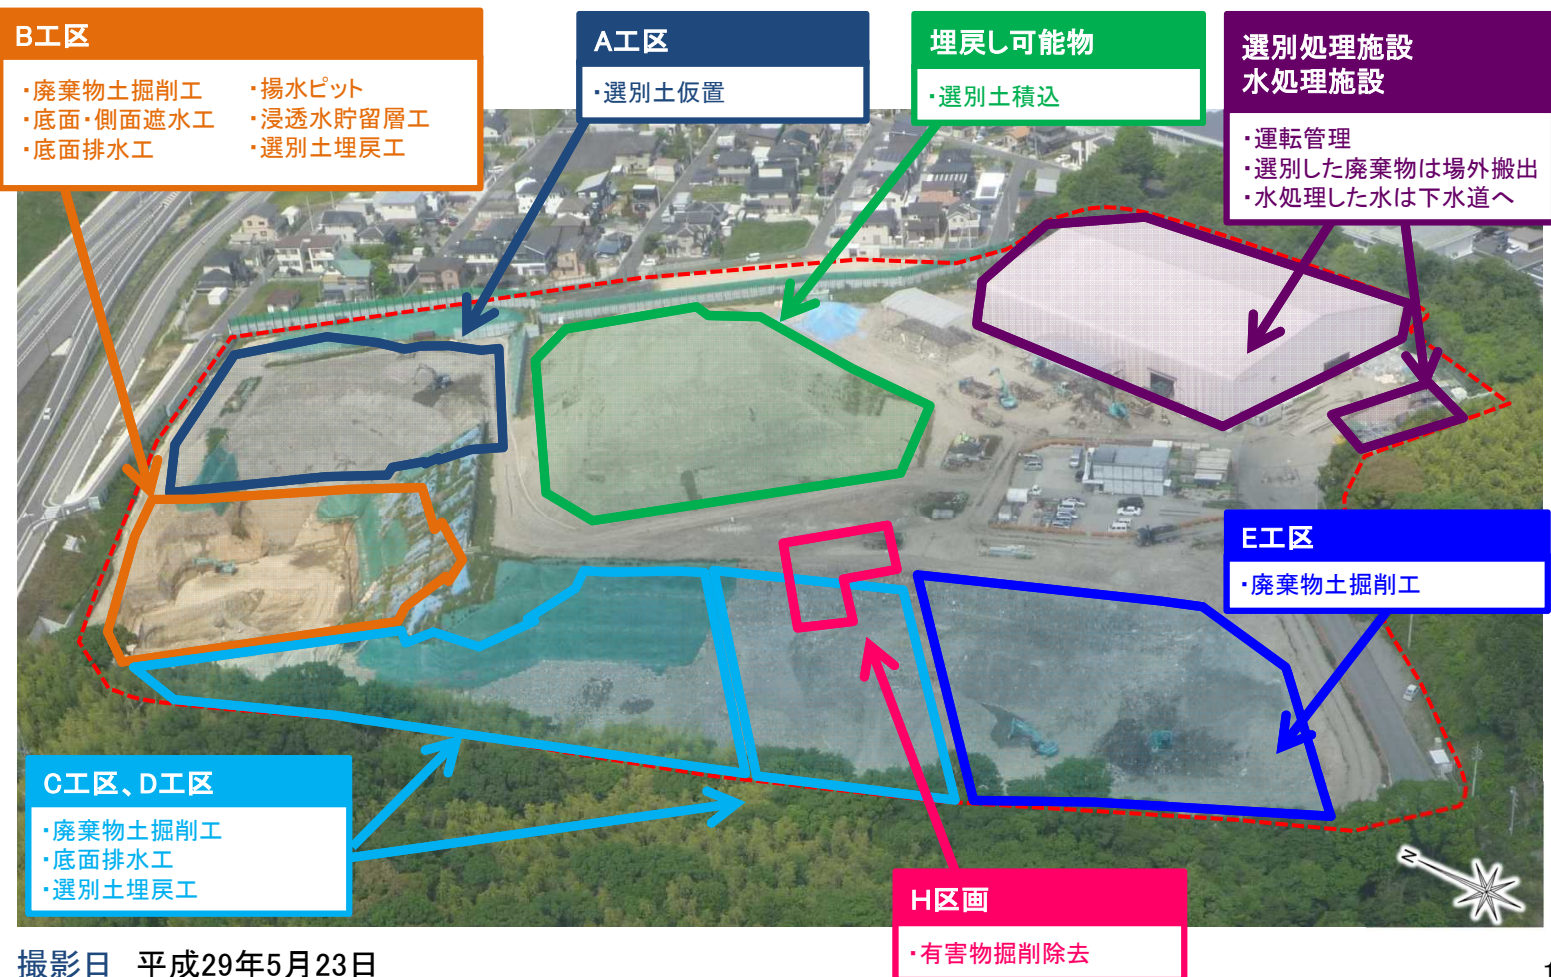 B工区
・廃棄物土掘削工
・底面・側面遮水工
・底面排水工
・揚水ピット
・浸透水貯留層工
・選別土埋戻工
A工区
・選別土仮置
埋戻し可能物
・選別土積込
選別処理施設
水処理施設
・運転管理
・選別した廃棄物は場外搬出
・水処理した水は下水道へ
E工区
・廃棄物土掘削工
C工区、D工区
・廃棄物土掘削工
・底面排水工
・選別土埋戻工
H区画
・有害物掘削除去
N
撮影日 平成29年5月23日